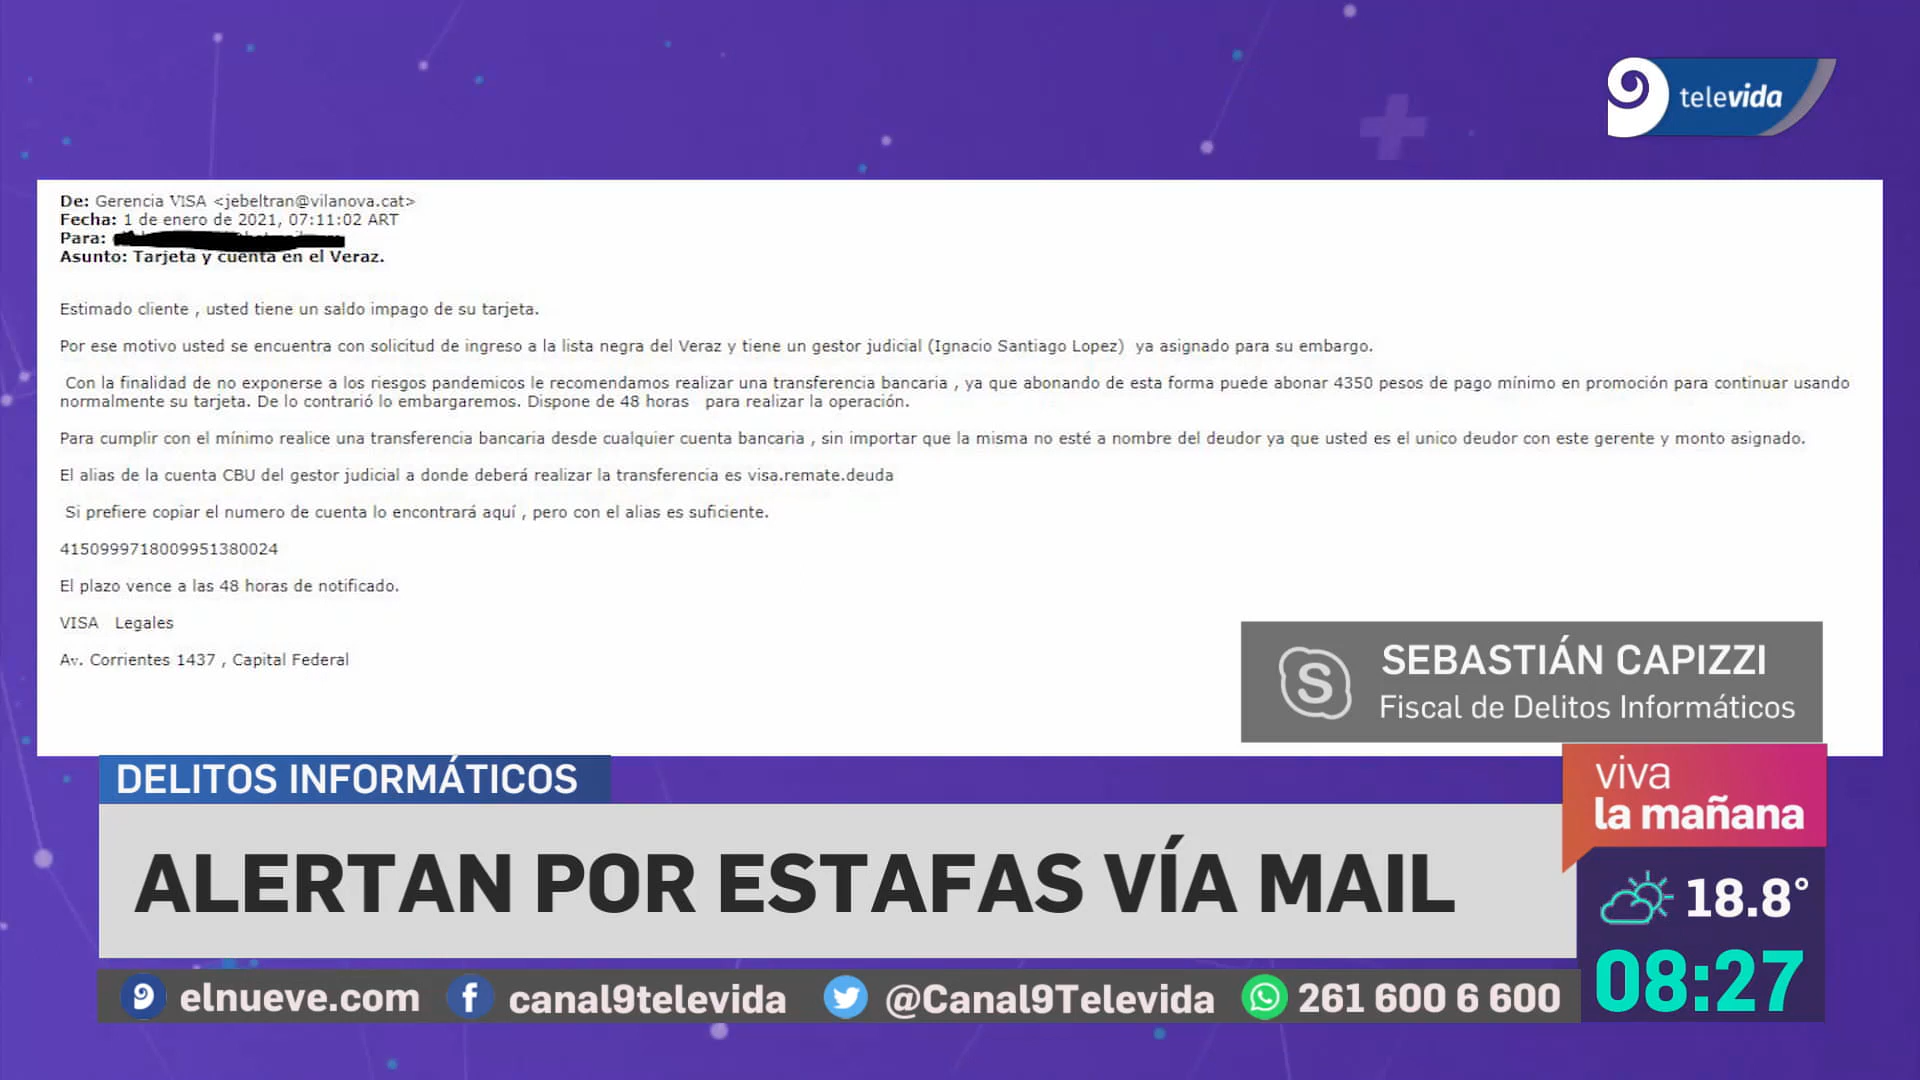 televida
De: Gerencia VISA <jebeltran@vilanova.cat>
Fecha: 1 de enero de 2021, 07:11:02 ART
Para:
Asunto: Tarjeta y cuenta en el Veraz.
Estimado cliente , usted tiene un saldo impago de su tarjeta.
Por ese motivo usted se encuentra con solicitud de ingreso a la lista negra del Veraz y tiene un gestor judicial (Ignacio Santiago Lopez) ya asignado para su embargo.
Con la finalidad de no exponerse a los riesgos pandemicos le recomendamos realizar una transferencia bancaria , ya que abonando de esta forma puede abonar 4350 pesos de pago mínimo en promoción para continuar usando
normalmente su tarjeta. De lo contrarió lo embargaremos. Dispone de 48 horas para realizar la operación.
Para cumplir con el mínimo realice una transferencia bancaria desde cualquier cuenta bancaria , sin importar que la misma no esté a nombre del deudor ya que usted es el unico deudor con este gerente y monto asignado.
El alias de la cuenta CBU del gestor judicial a donde deberá realizar la transferencia es visa.remate.deuda
Si prefiere copiar el numero de cuenta lo encontrará aquí , pero con el alias es suficiente.
4150999718009951380024
El plazo vence a las 48 horas de notificado.
VISA Legales
Av. Corrientes 1437 , Capital Federal
SEBASTIÁN CAPIZZI
Fiscal de Delitos Informáticos
DELITOS INFORMÁTICOS
viva
la mañana
ALERTAN POR ESTAFAS VÍA MAIL
18.8°
08:27
elnueve.com canal9televida @Canal9Televida 261 600 6 600